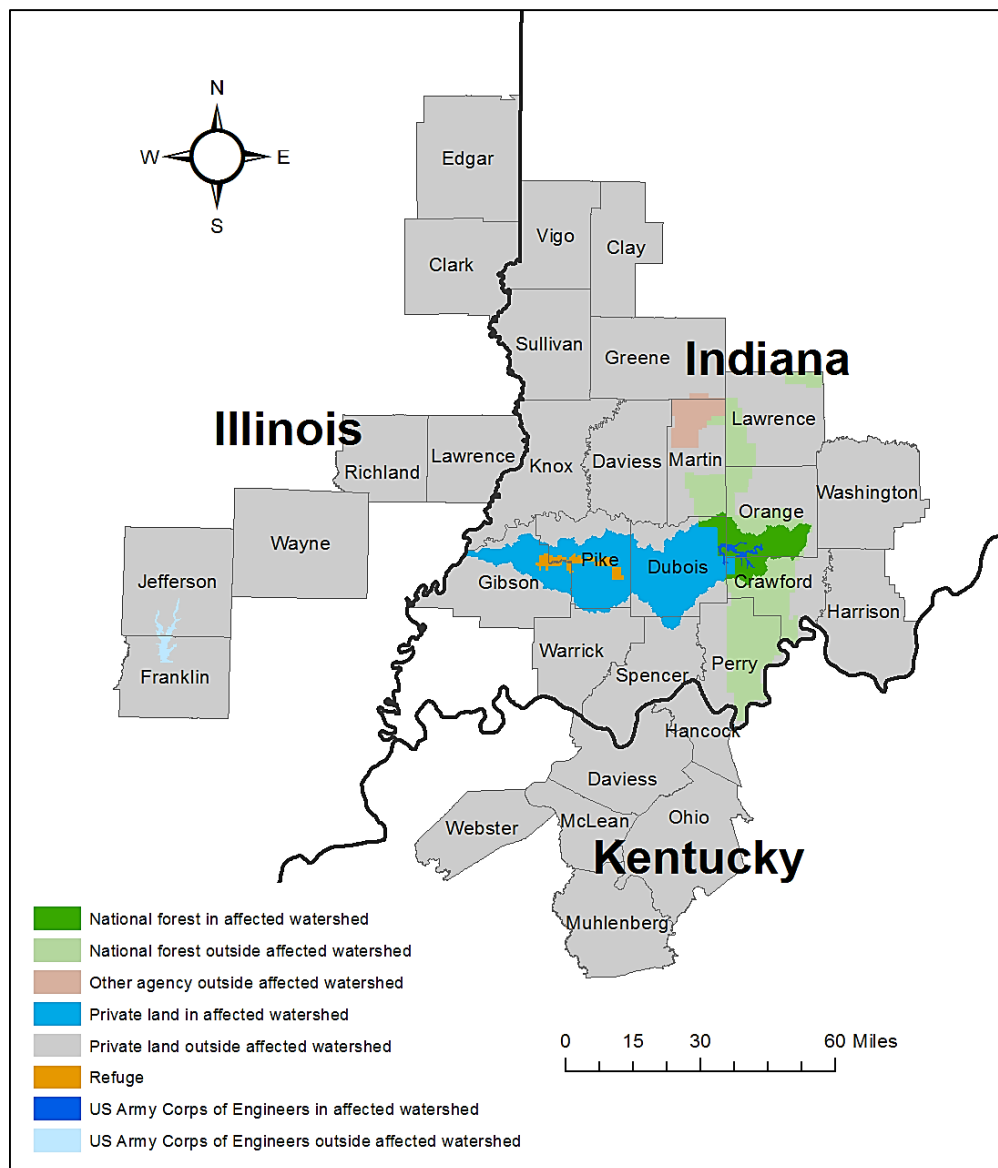 N
W E
S
Edgar
Vigo
Clay
Clark
Sullivan
Greene
Indiana
Illinois
Lawrence
Richland
Lawrence
Knox
Daviess
Martin
Washington
Orange
Wayne
Jefferson
Pike
Dubois
Gibson
Crawford
Harrison
Franklin
Warrick
Perry
Spencer
Hancock
Daviess
Webster
McLean
Ohio
Kentucky
Muhlenberg
National forest in affected watershed
National forest outside affected watershed
Other agency outside affected watershed
Private land in affected watershed
Private land outside affected watershed
Refuge
US Army Corps of Engineers in affected watershed
US Army Corps of Engineers outside affected watershed
0 15 30 60 Miles